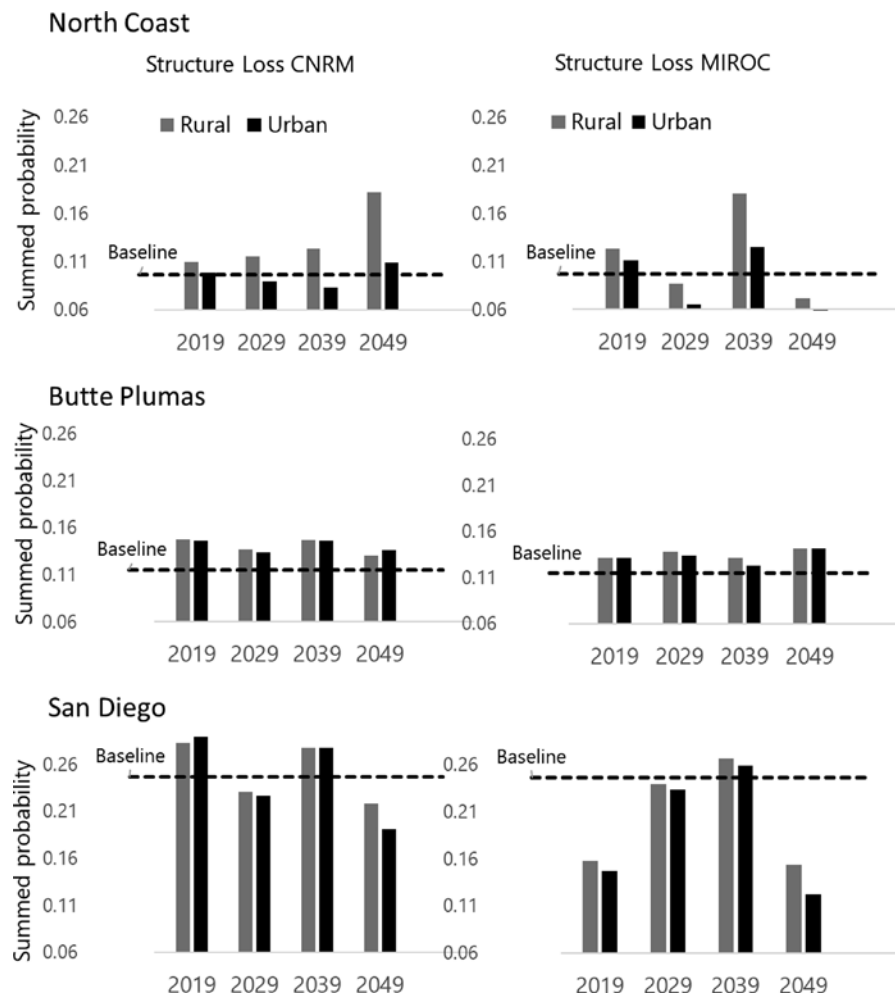 North Coast
Structure Loss CNRM
Structure Loss MIROC
Summed probability
0.26
0.21
0.16
0.11
0.06
Rural Urban
Baseline
2019 2029 2039 2049
0.26
0.21
0.16
0.11
0.06
Rural Urban
Baseline
2019 2029 2039 2049
Butte Plumas
Summed probability
0.26
0.21
0.16
0.11
0.06
Baseline
2019 2029 2039 2049
0.26
0.21
0.16
0.11
0.06
Baseline
2019 2029 2039 2049
San Diego
Summed probability
0.26
0.21
0.16
0.11
0.06
Baseline
2019 2029 2039 2049
0.26
0.21
0.16
0.11
0.06
Baseline
2019 2029 2039 2049